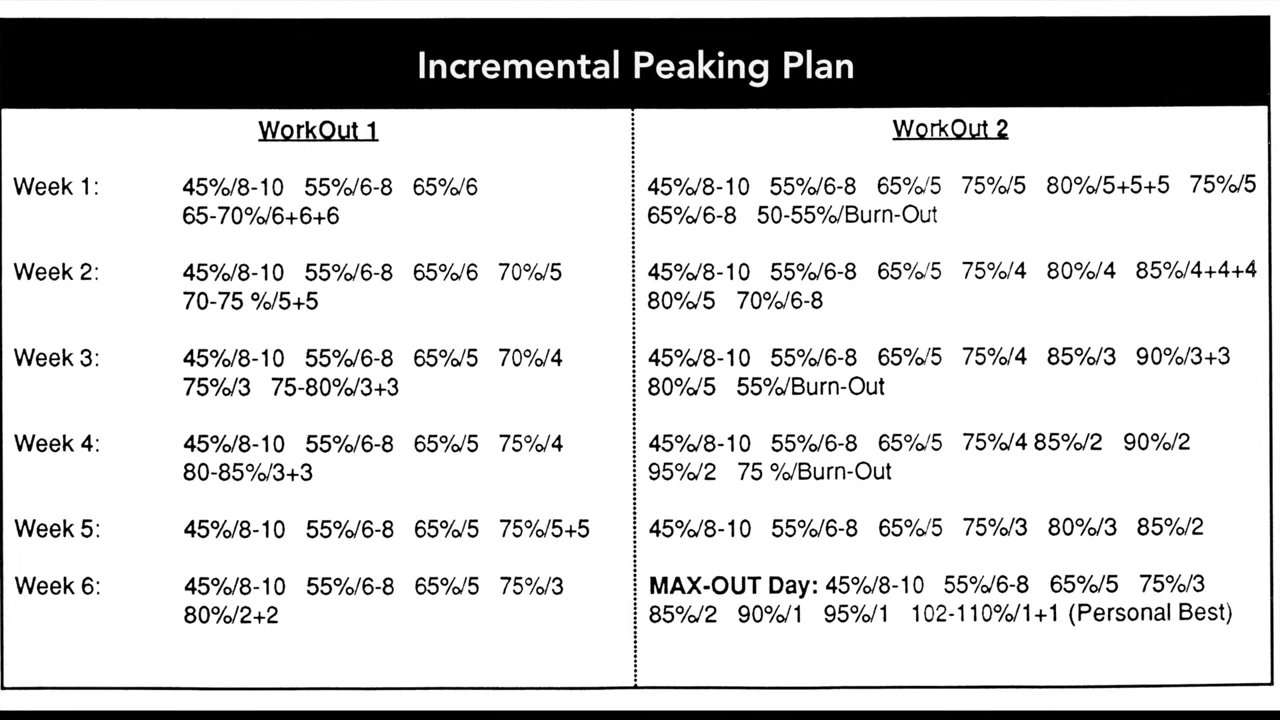 Incremental Peaking Plan
WorkOut 1
Week 1: 45%/8-10 55%/6-8 65%/6
65-70%/6+6+6
Week 2: 45%/8-10 55%/6-8 65%/6 70%/5
70-75 %/5+5
Week 3: 45%/8-10 55%/6-8 65%/5 70%/4
75%/3 75-80%/3+3
Week 4: 45%/8-10 55%/6-8 65%/5 75%/4
80-85%/3+3
Week 5: 45%/8-10 55%/6-8 65%/5 75%/5+5
Week 6: 45%/8-10 55%/6-8 65%/5 75%/3
80%/2+2
WorkOut 2
45%/8-10 55%/6-8 65%/5 75%/5 80%/5+5+5 75%/5
65%/6-8 50-55%/Burn-Out
45%/8-10 55%/6-8 65%/5 75%/4 80%/4 85%/4+4+4
80%/5 70%/6-8
45%/8-10 55%/6-8 65%/5 75%/4 85%/3 90%/3+3
80%/5 55%/Burn-Out
45%/8-10 55%/6-8 65%/5 75%/4 85%/2 90%/2
95%/2 75 %/Burn-Out
45%/8-10 55%/6-8 65%/5 75%/3 80%/3 85%/2
MAX-OUT Day: 45%/8-10 55%/6-8 65%/5 75%/3
85%/2 90%/1 95%/1 102-110%/1+1 (Personal Best)